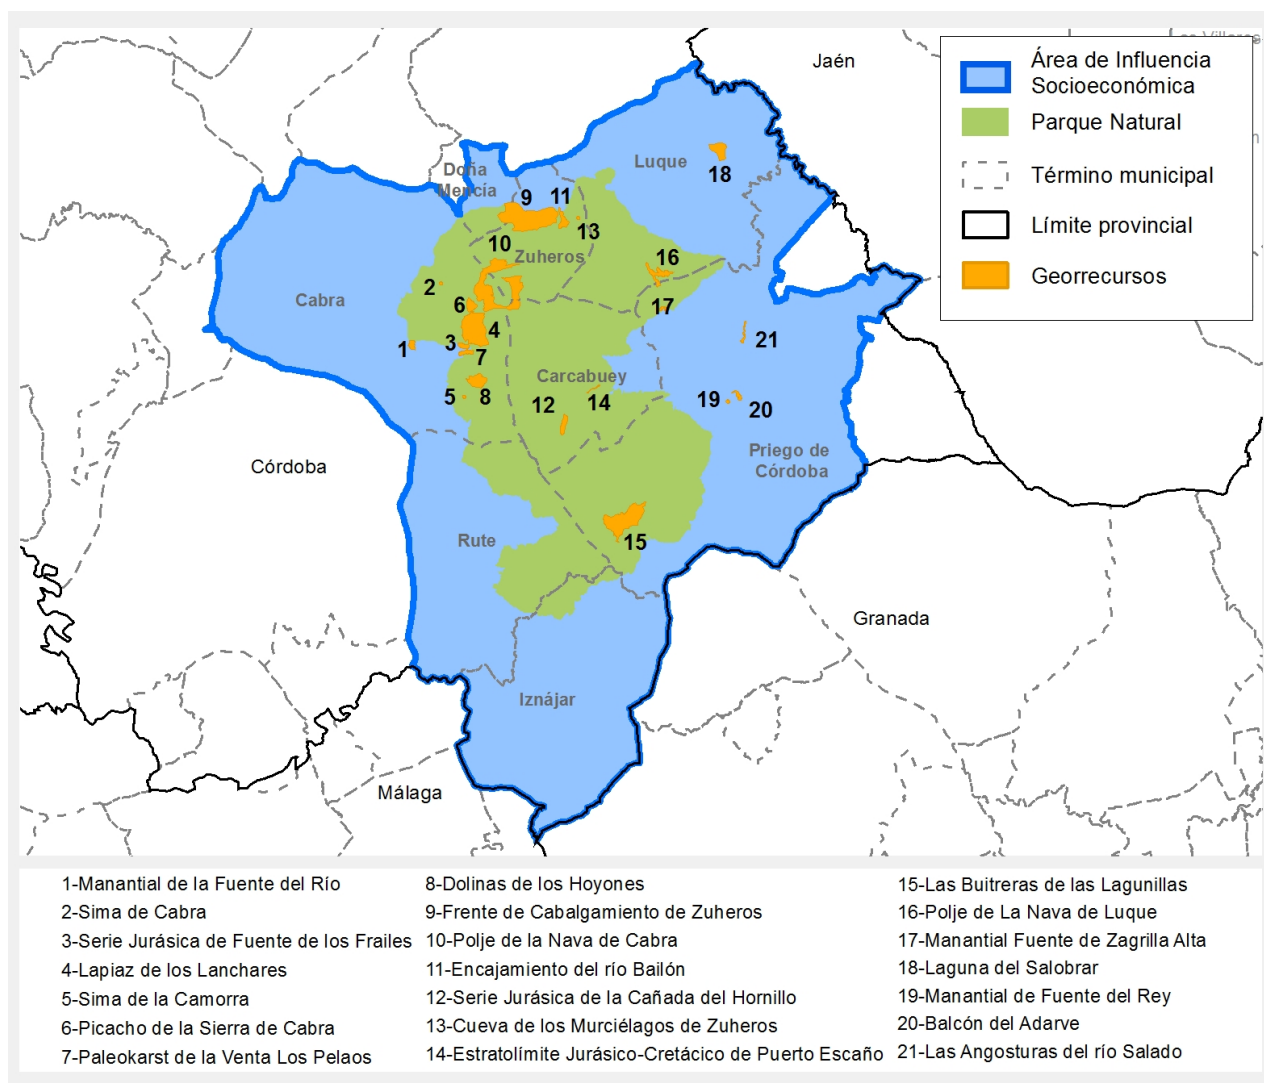 Jaén
Área de Influencia
Socioeconómica
Parque Natural
Término municipal
Límite provincial
Georrecursos
Luque
18
Doña
Mencía
9
11
13
10
Zuheros
16
2
Cabra
6
17
4
21
1
3
7
Carcabuey
5
8
12
14
19
20
Priego de
Córdoba
Córdoba
Rute
15
Granada
Iznájar
Málaga
1-Manantial de la Fuente del Río
2-Sima de Cabra
3-Serie Jurásica de Fuente de los Frailes
4-Lapiaz de los Lanchares
5-Sima de la Camorra
6-Picacho de la Sierra de Cabra
7-Paleokarst de la Venta Los Pelaos
8-Dolinas de los Hoyones
9-Frente de Cabalgamiento de Zuheros
10-Polje de la Nava de Cabra
11-Encajamiento del río Bailón
12-Serie Jurásica de la Cañada del Hornillo
13-Cueva de los Murciélagos de Zuheros
14-Estratolímite Jurásico-Cretácico de Puerto Escaño
15-Las Buitreras de las Lagunillas
16-Polje de La Nava de Luque
17-Manantial Fuente de Zagrilla Alta
18-Laguna del Salobrar
19-Manantial de Fuente del Rey
20-Balcón del Adarve
21-Las Angosturas del río Salado